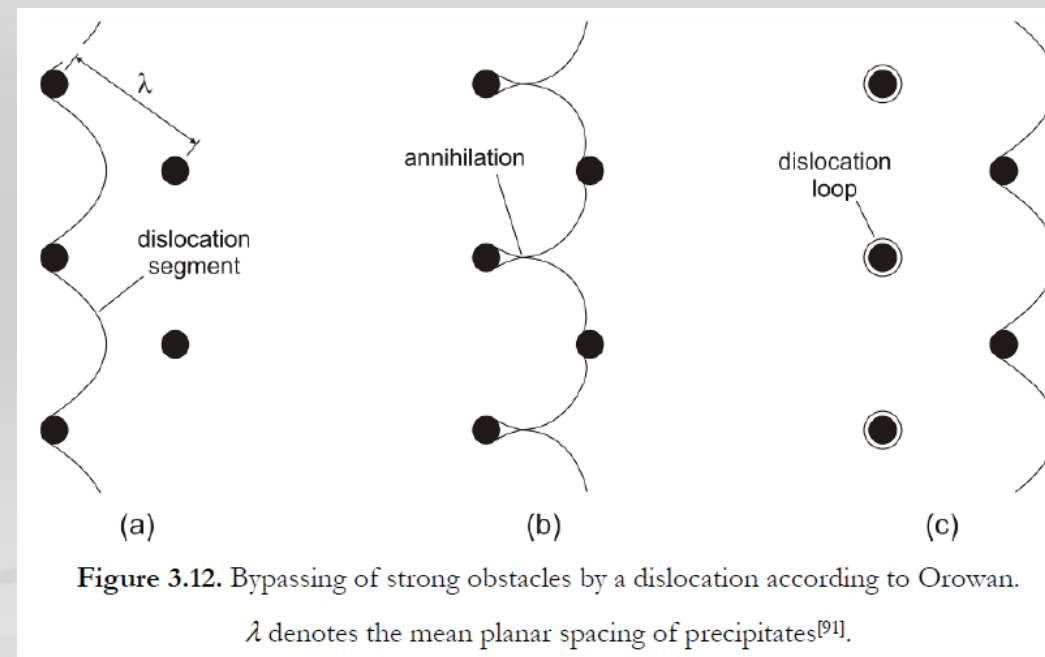 λ
dislocation
segment
annihilation
dislocation
loop
(a)
(b)
(c)
Figure 3.12. Bypassing of strong obstacles by a dislocation according to Orowan.
λ denotes the mean planar spacing of precipitates[91].